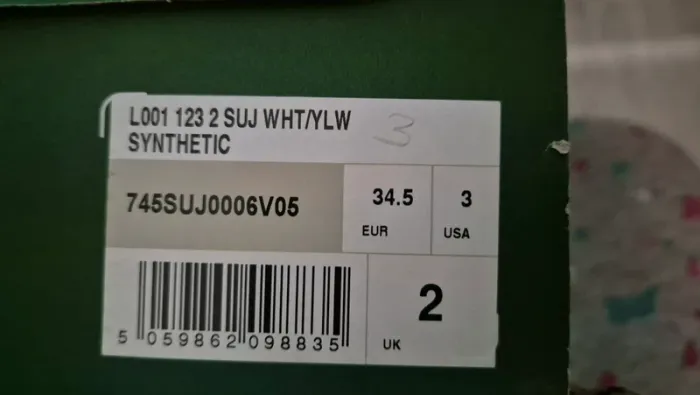 L001 123 2 SUJ WHT/YLW
3
SYNTHETIC
745SUJ0006V05
34.5
EUR
3
USA
5 059862 098835
2
UK